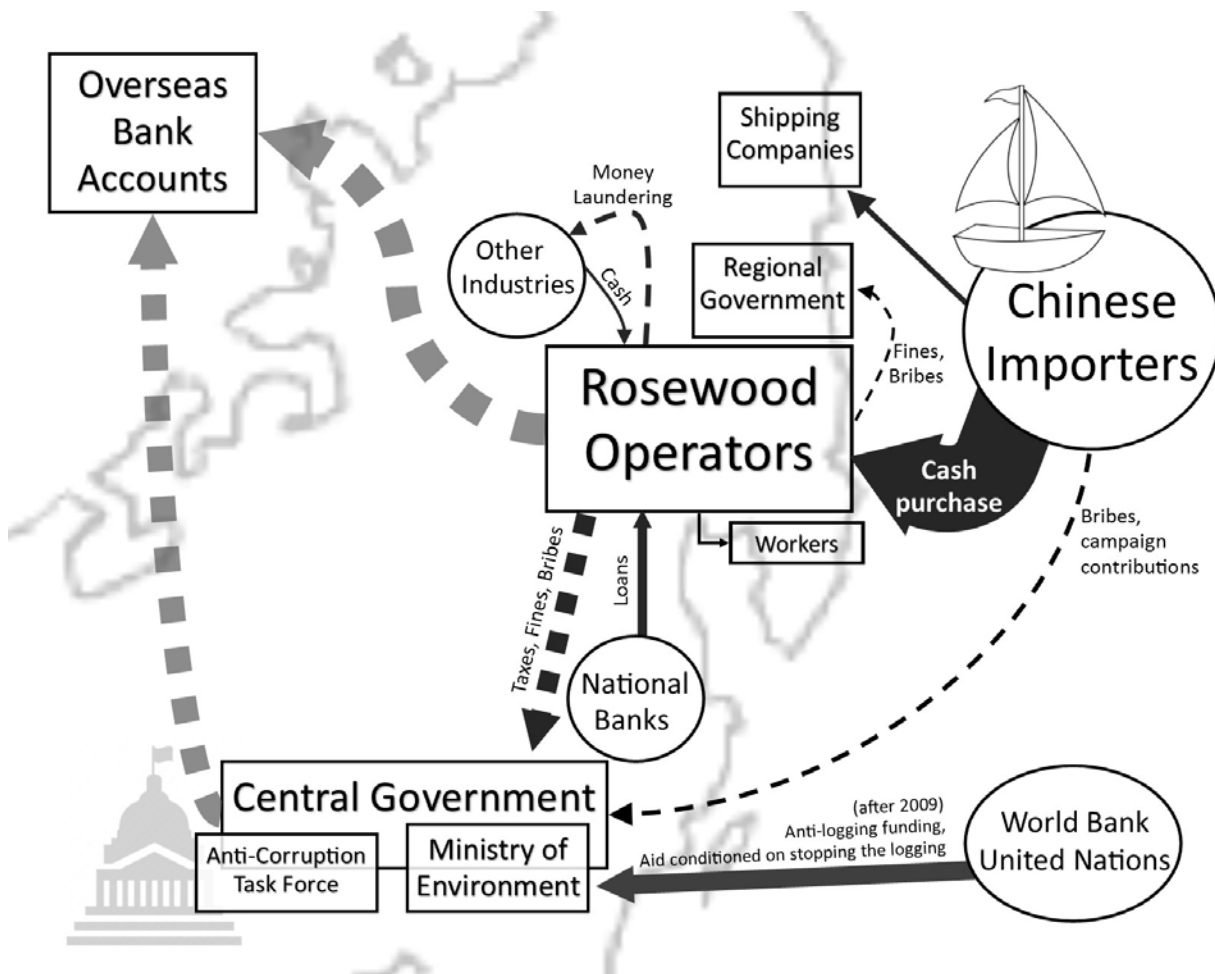 Overseas
Bank
Accounts
Shipping
Companies
Money
Laundering
Other
Industries
Cash
Regional
Government
Fines,
Bribes
Chinese
Importers
Rosewood
Operators
Cash
purchase
Workers
Bribes,
campaign
contributions
Taxes, Fines, Bribes
Loans
National
Banks
Central Government
Anti-Corruption
Task Force
Ministry of
Environment
(after 2009)
Anti-logging funding,
Aid conditioned on stopping the logging
World Bank
United Nations